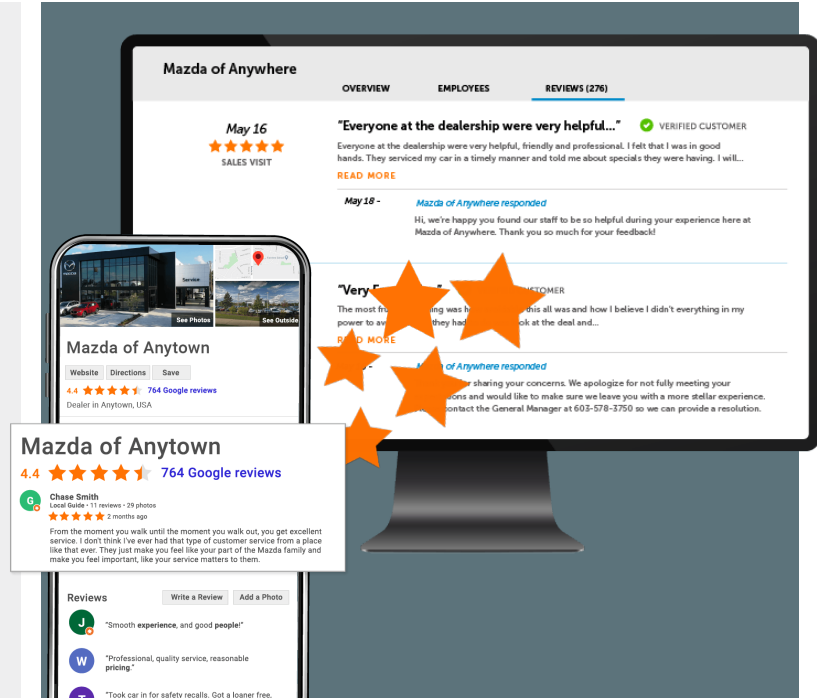 Mazda of Anywhere
OVERVIEW EMPLOYEES REVIEWS (276)
May 16
SALES VISIT
"Everyone at the dealership were very helpful..." VERIFIED CUSTOMER
Everyone at the dealership were very helpful, friendly and professional. I felt that I was in good
hands. They serviced my car in a timely manner and told me about specials they were having. I will...
READ MORE
May 18 - Mazda of Anywhere responded
Hi, we're happy you found our staff to be so helpful during your experience here at
Mazda of Anywhere. Thank you so much for your feedback!
"Very
The most this all was and how I believe I didn't everything in my
power to they had at the deal and...
MORE
of Anywhere responded
sharing your concerns. We apologize for not fully meeting your
and would like to make sure we leave you with a more stellar experience.
contact the General Manager at 603-578-3750 so we can provide a resolution.
Service
See Photos
See Outside
Mazda of Anytown
Website Directions Save
4.4 764 Google reviews
Dealer in Anytown, USA
Mazda of Anytown
4.4 764 Google reviews
G
Chase Smith
Local Guide • 11 reviews • 29 photos
2 months ago
From the moment you walk until the moment you walk out, you get excellent
service. I don't think I've ever had that type of customer service from a place
like that ever. They just make you feel like your part of the Mazda family and
make you feel important, like your service matters to them.
Reviews Write a Review Add a Photo
J "Smooth experience, and good people!"
W "Professional, quality service, reasonable
pricing."
"Took car in for safety recalls. Got a loaner free,